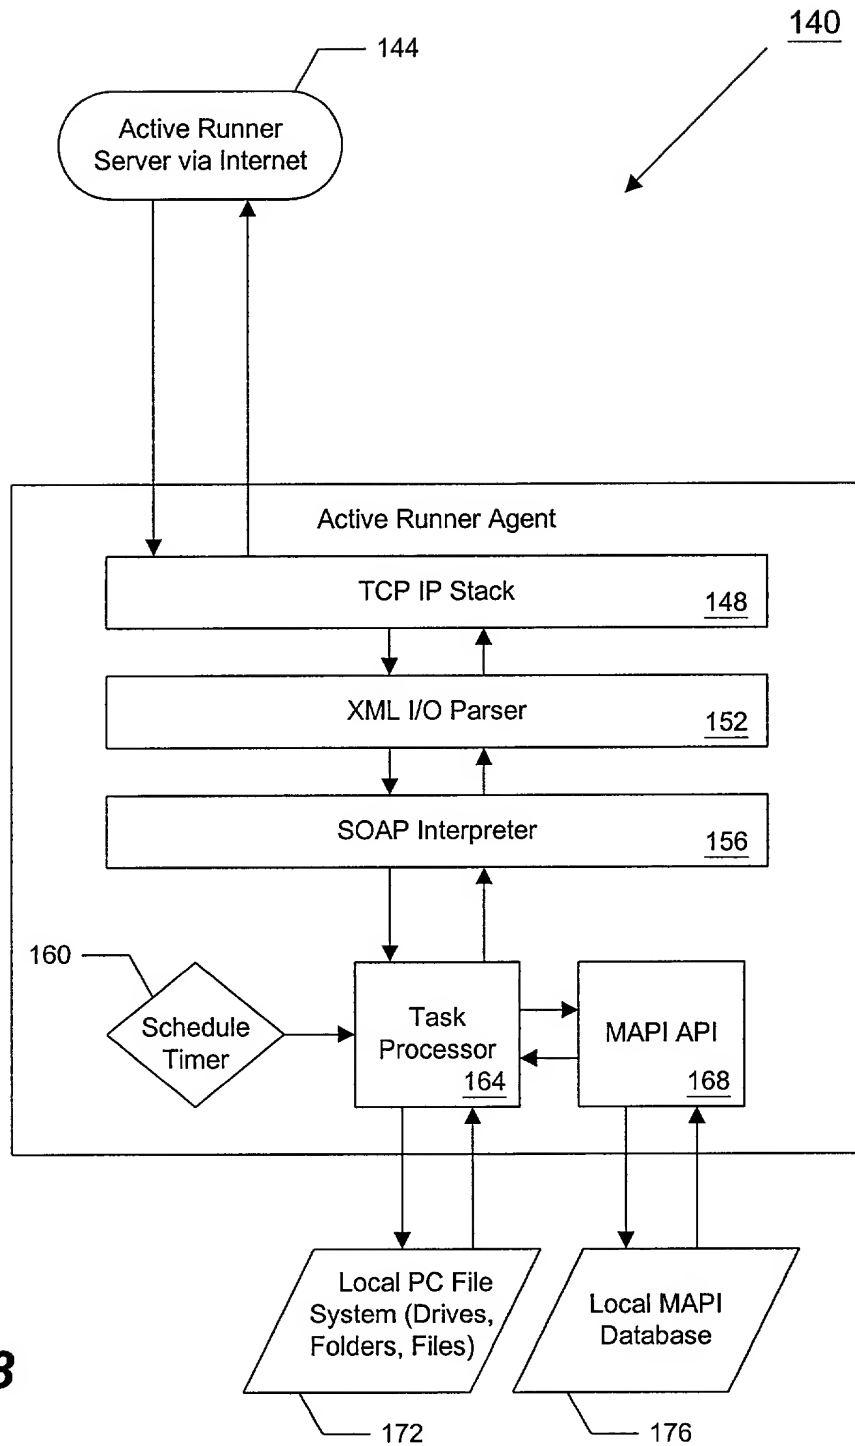 140
144
Active Runner
Server via Internet
Active Runner Agent
TCP IP Stack
148
XML I/O Parser
152
SOAP Interpreter
156
160
Schedule
Timer
Task
Processor
164
MAPI API
168
Local PC File
System (Drives,
Folders, Files)
Local MAPI
Database
172
176